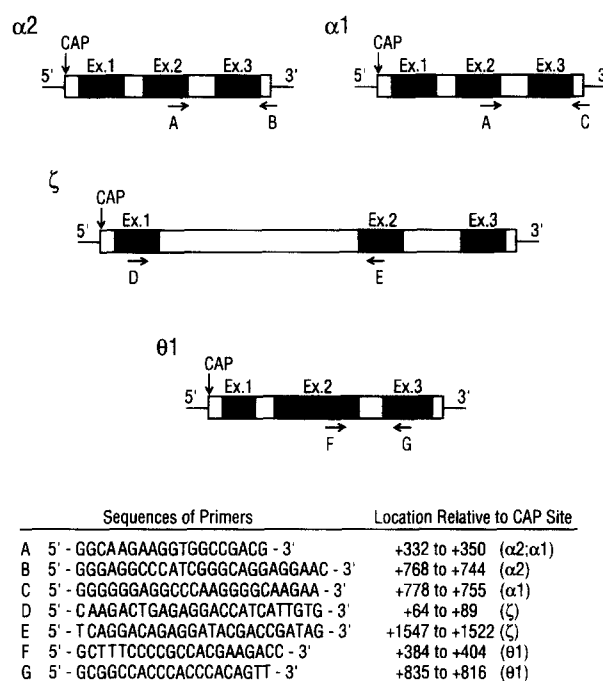 α2 α1
CAP CAP
5' Ex.1 Ex.2 Ex.3 3' 5' Ex.1 Ex.2 Ex.3 3'
A B A C
ζ
CAP
5' Ex.1 Ex.2 Ex.3 3'
D E
θ1
CAP
5' Ex.1 Ex.2 Ex.3 3'
F G
Sequences of Primers Location Relative to CAP Site
A 5' - GGCAAGAAGGTGGCCGACG - 3' +332 to +350 (α2;α1)
B 5' - GGGAGGCCCATCGGGCAGGAGGAAC - 3' +768 to +744 (α2)
C 5' - GGGGGGAGGCCCAAGGGGCAAGAA - 3' +778 to +755 (α1)
D 5' - CAAGACTGAGAGGACCATCATTGTG - 3' +64 to +89 (ζ)
E 5' - TCAGGACAGAGGATACGACCGATAG - 3' +1547 to +1522 (ζ)
F 5' - GCTTTCCCCGCCACGAAGACC - 3' +384 to +404 (θ1)
G 5' - GCGGCCACCCACCCACAGTT - 3' +835 to +816 (θ1)